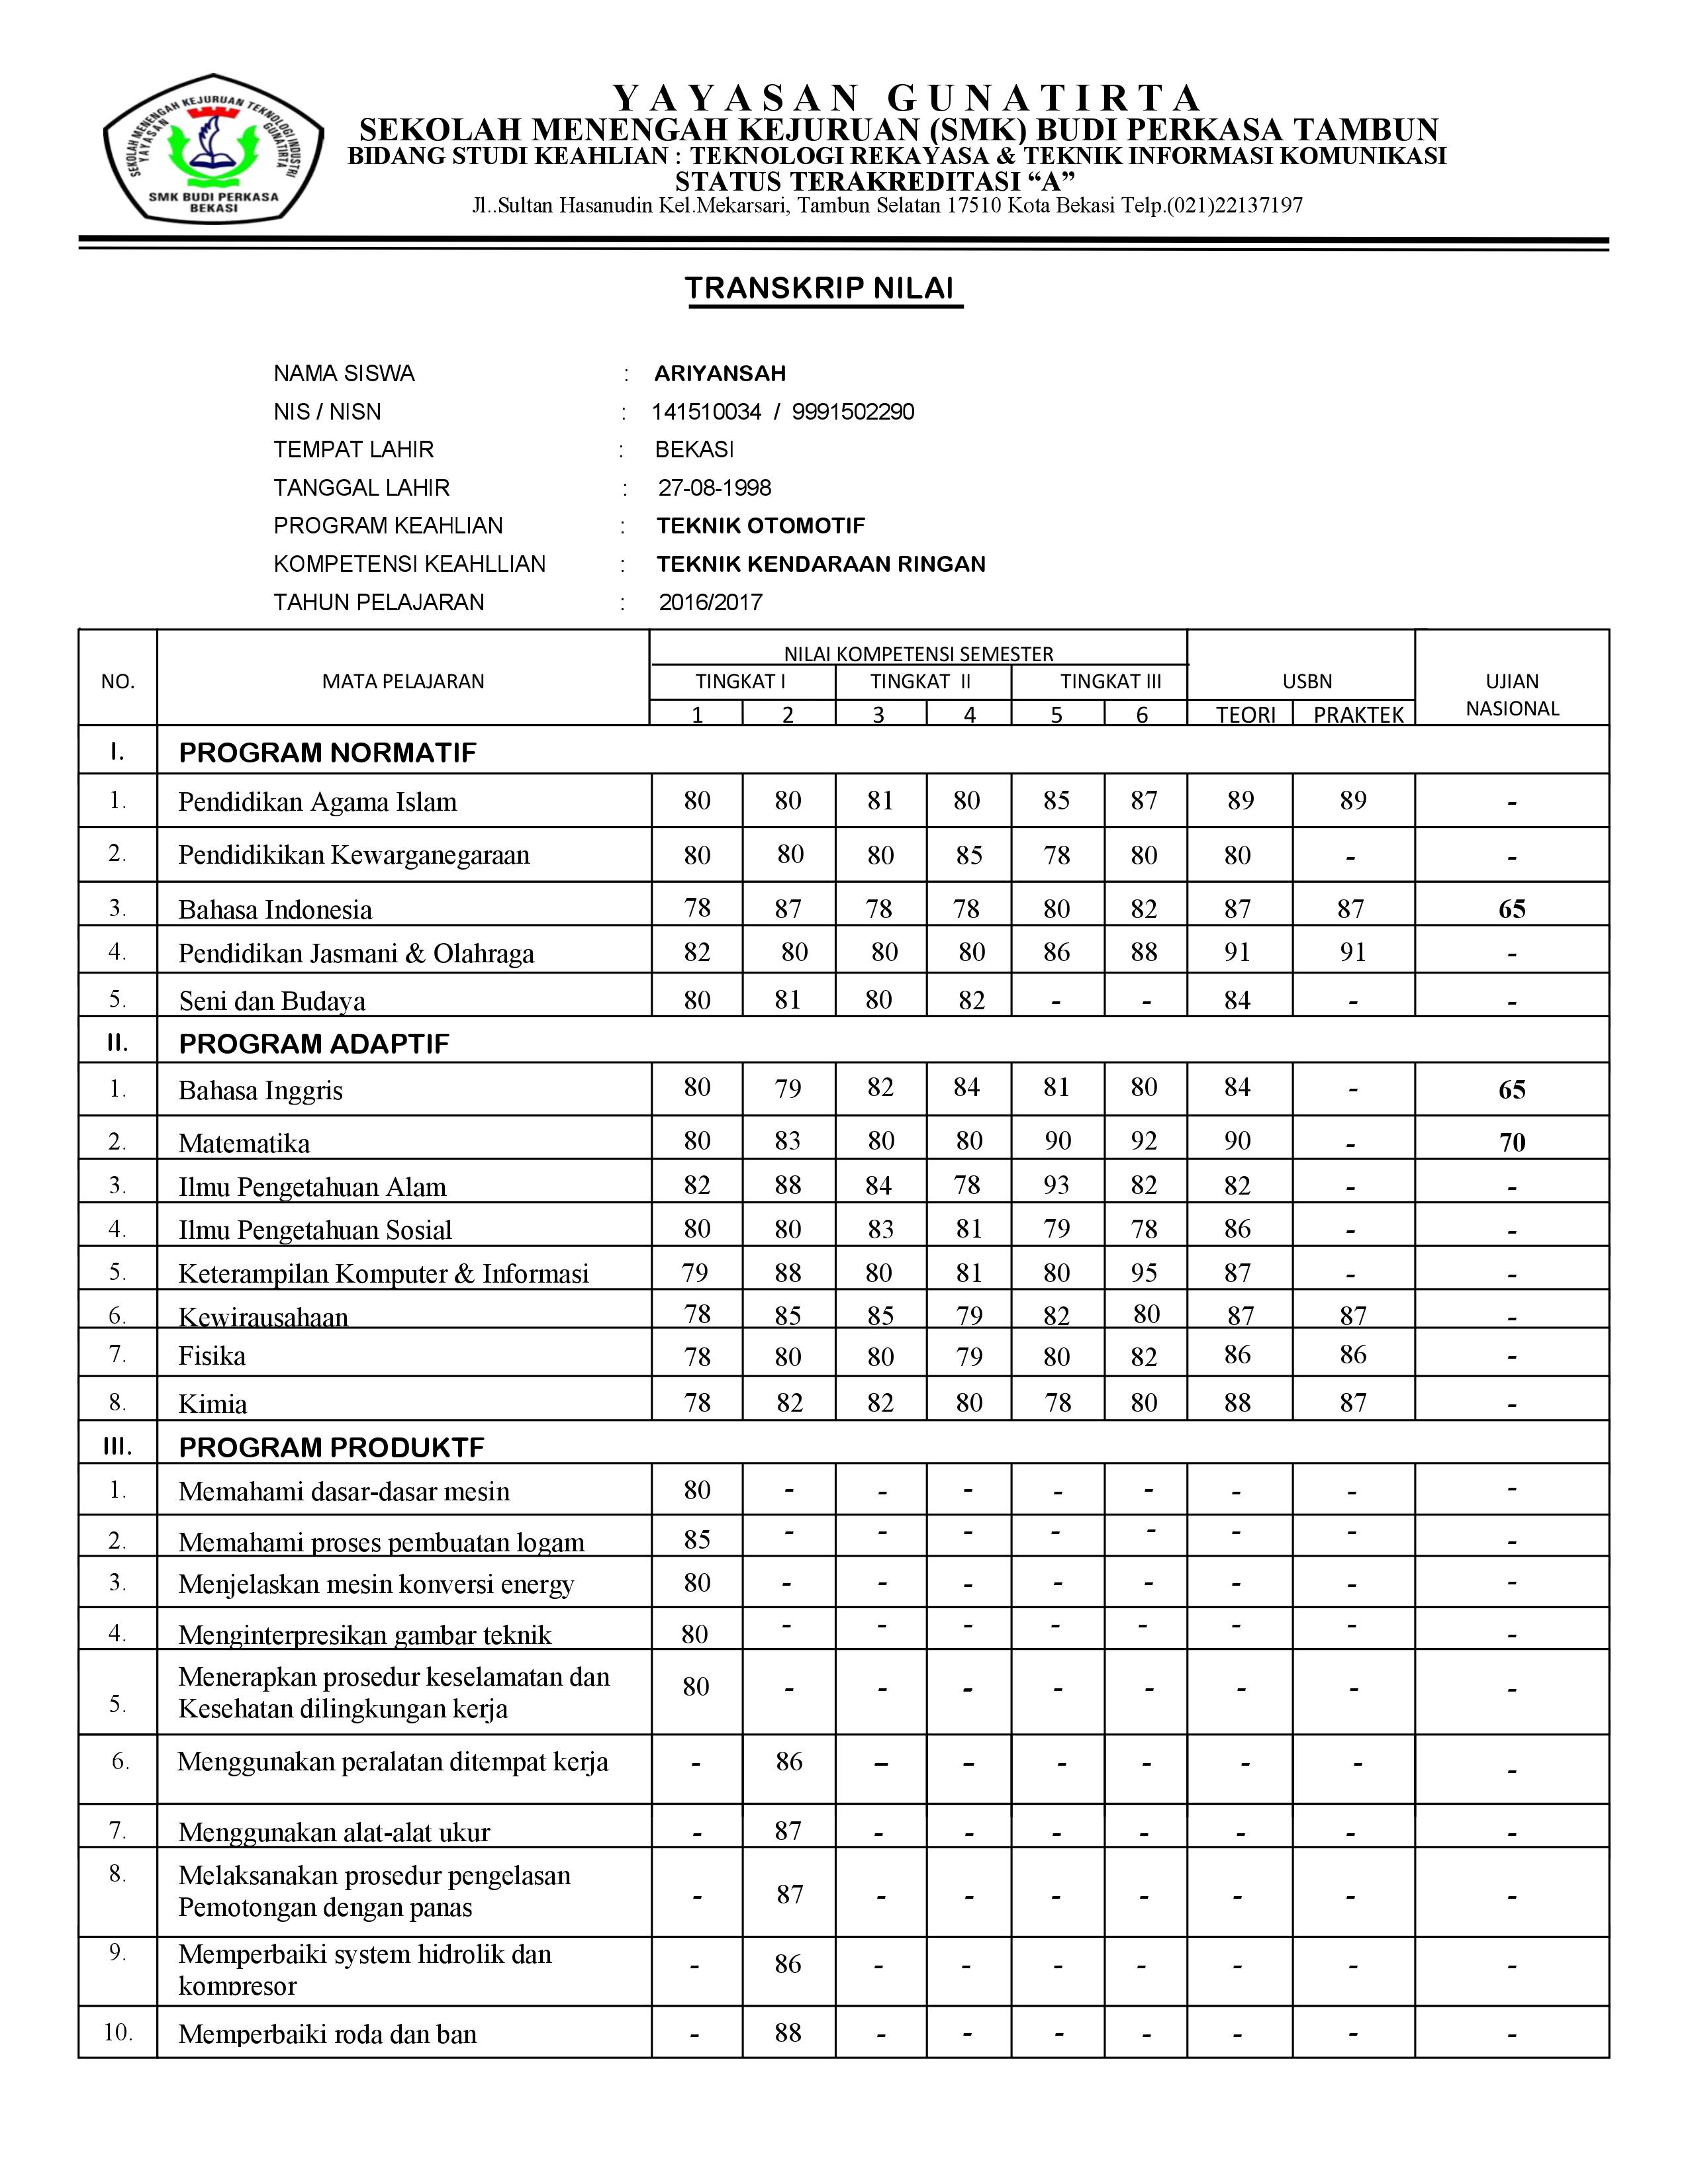 SEKOLAH MENENGAH KEJURUAN TEKNOLOGI INDUSTRI
YAYASAN GUNATIRTA
SMK BUDI PERKASA
BEKASI
YAYASAN GUNATIRTA
SEKOLAH MENENGAH KEJURUAN (SMK) BUDI PERKASA TAMBUN
BIDANG STUDI KEAHLIAN : TEKNOLOGI REKAYASA & TEKNIK INFORMASI KOMUNIKASI
STATUS TERAKREDITASI “A”
Jl..Sultan Hasanudin Kel.Mekarsari, Tambun Selatan 17510 Kota Bekasi Telp.(021)22137197
TRANSKRIP NILAI
NAMA SISWA : ARIYANSAH
NIS / NISN : 141510034 / 9991502290
TEMPAT LAHIR : BEKASI
TANGGAL LAHIR : 27-08-1998
PROGRAM KEAHLIAN : TEKNIK OTOMOTIF
KOMPETENSI KEAHLLIAN : TEKNIK KENDARAAN RINGAN
TAHUN PELAJARAN : 2016/2017
NILAI KOMPETENSI SEMESTER
NO. MATA PELAJARAN TINGKAT I TINGKAT II TINGKAT III USBN UJIAN
NASIONAL
1 2 3 4 5 6 TEORI PRAKTEK
I. PROGRAM NORMATIF
1. Pendidikan Agama Islam 80 80 81 80 85 87 89 89 -
2. Pendidikikan Kewarganegaraan 80 80 80 85 78 80 80 - -
3. Bahasa Indonesia 78 87 78 78 80 82 87 87 65
4. Pendidikan Jasmani & Olahraga 82 80 80 80 86 88 91 91 -
5. Seni dan Budaya 80 81 80 82 - - 84 - -
II. PROGRAM ADAPTIF
1. Bahasa Inggris 80 79 82 84 81 80 84 - 65
2. Matematika 80 83 80 80 90 92 90 - 70
3. Ilmu Pengetahuan Alam 82 88 84 78 93 82 82 - -
4. Ilmu Pengetahuan Sosial 80 80 83 81 79 78 86 - -
5. Keterampilan Komputer & Informasi 79 88 80 81 80 95 87 - -
6. Kewirausahaan 78 85 85 79 82 80 87 87 -
7. Fisika 78 80 80 79 80 82 86 86 -
8. Kimia 78 82 82 80 78 80 88 87 -
III. PROGRAM PRODUKTF
1. Memahami dasar-dasar mesin 80 - - - - - - - -
2. Memahami proses pembuatan logam 85 - - - - - - - -
3. Menjelaskan mesin konversi energy 80 - - - - - - - -
4. Menginterpresikan gambar teknik 80 - - - - - - - -
5. Menerapkan prosedur keselamatan dan
Kesehatan dilingkungan kerja 80 - - - - - - - -
6. Menggunakan peralatan ditempat kerja - 86 – – - - - - -
7. Menggunakan alat-alat ukur - 87 - - - - - - -
8. Melaksanakan prosedur pengelasan
Pemotongan dengan panas - 87 - - - - - - -
9. Memperbaiki system hidrolik dan
kompresor - 86 - - - - - - -
10. Memperbaiki roda dan ban - 88 - - - - - - -